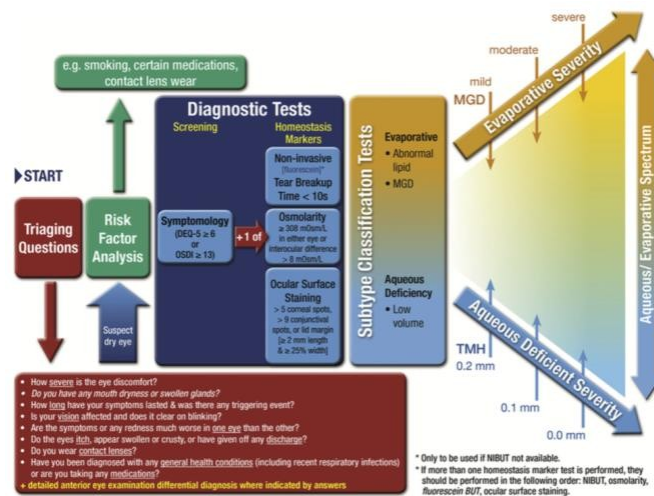 e.g. smoking, certain medications,
contact lens wear
START
Triaging
Questions
Risk
Factor
Analysis
Suspect
dry eye
Diagnostic Tests
Screening
Homeostasis
Markers
Symptomology
(DEQ-5 ≥ 6
or
OSDI ≥ 13)
+1 of
Non-invasive
[fluorescein]*
Tear Breakup
Time < 10s
Osmolarity
≥ 308 mOsm/L
in either eye or
interocular difference
> 8 mOsm/L
Ocular Surface
Staining
> 5 corneal spots,
> 9 conjunctival
spots, or lid margin
[≥ 2 mm length
& ≥ 25% width]
Subtype Classification Tests
Evaporative
• Abnormal
lipid
• MGD
Aqueous
Deficiency
• Low
volume
severe
moderate
mild
MGD
Evaporative Severity
Aqueous/ Evaporative Spectrum
Aqueous Deficient Severity
TMH
0.2 mm
0.1 mm
0.0 mm
• How severe is the eye discomfort?
• Do you have any mouth dryness or swollen glands?
• How long have your symptoms lasted & was there any triggering event?
• Is your vision affected and does it clear on blinking?
• Are the symptoms or any redness much worse in one eye than the other?
• Do the eyes itch, appear swollen or crusty, or have given off any discharge?
• Do you wear contact lenses?
• Have you been diagnosed with any general health conditions (including recent respiratory infections)
or are you taking any medications?
+ detailed anterior eye examination differential diagnosis where indicated by answers
* Only to be used if NIBUT not available.
* If more than one homeostasis marker test is performed, they
should be performed in the following order: NIBUT, osmolarity,
fluorescein BUT, ocular surface staining.